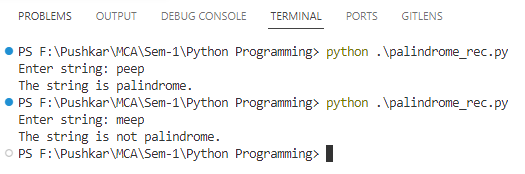 PROBLEMS OUTPUT DEBUG CONSOLE TERMINAL PORTS GITLENS
PS F:\Pushkar\MCA\Sem-1\Python Programming> python .\palindrome_rec.py
Enter string: peep
The string is palindrome.
PS F:\Pushkar\MCA\Sem-1\Python Programming> python .\palindrome_rec.py
Enter string: meep
The string is not palindrome.
PS F:\Pushkar\MCA\Sem-1\Python Programming>